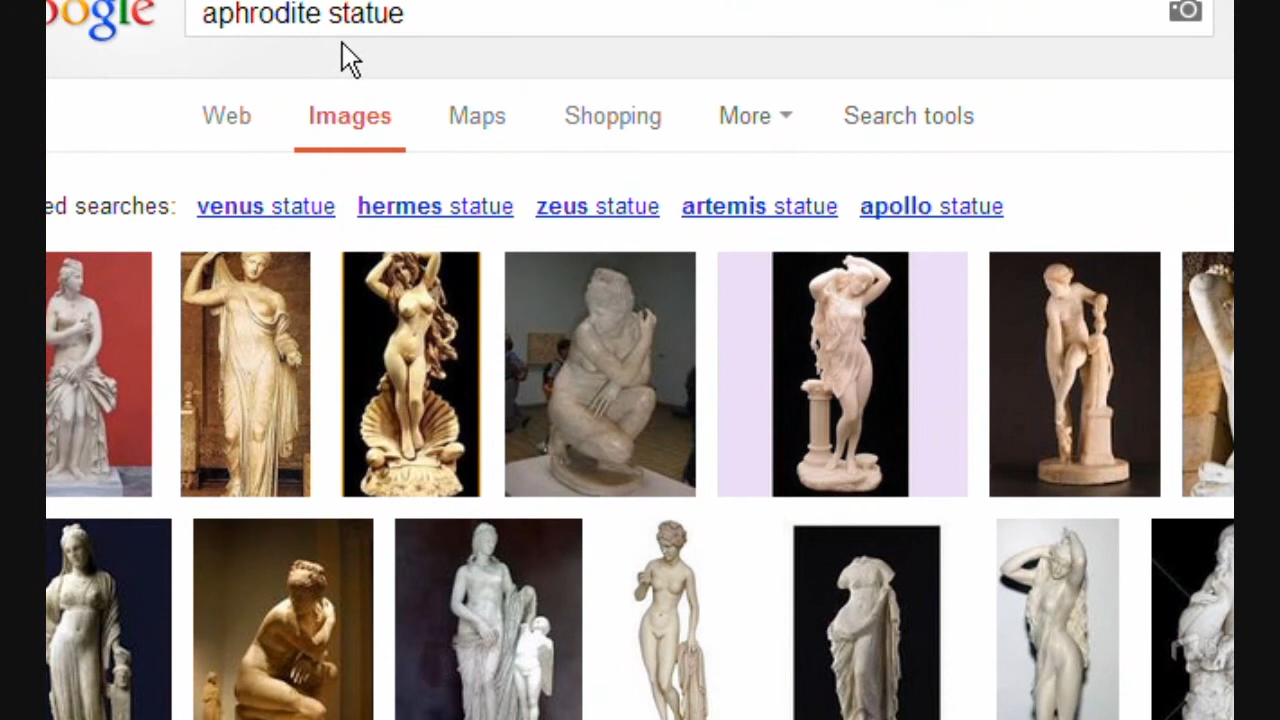 oogle aphrodite statue
Web Images Maps Shopping More Search tools
ed searches: venus statue hermes statue zeus statue artemis statue apollo statue